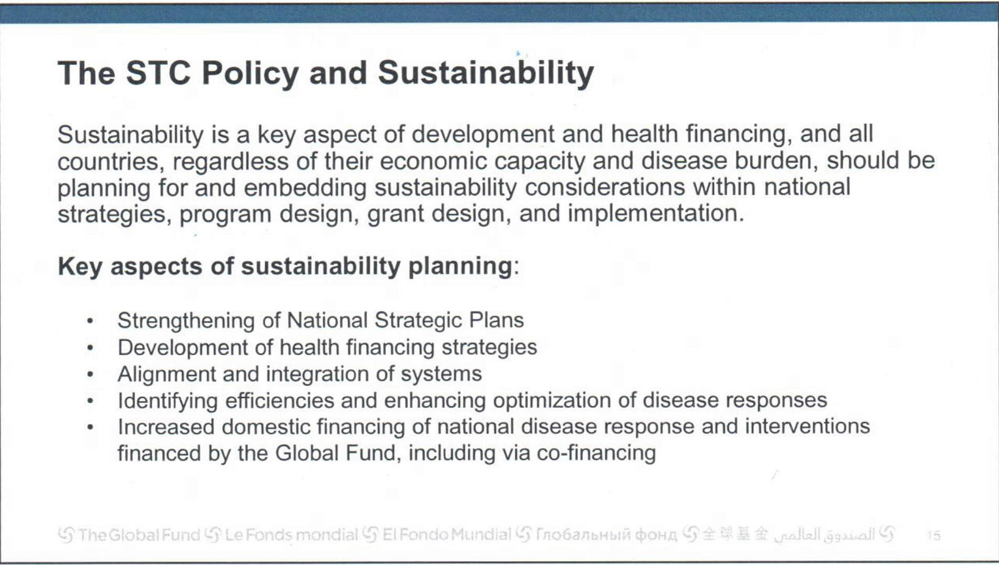 The STC Policy and Sustainability
Sustainability is a key aspect of development and health financing, and all
countries, regardless of their economic capacity and disease burden, should be
planning for and embedding sustainability considerations within national
strategies, program design, grant design, and implementation.
Key aspects of sustainability planning:
• Strengthening of National Strategic Plans
• Development of health financing strategies
• Alignment and integration of systems
• Identifying efficiencies and enhancing optimization of disease responses
• Increased domestic financing of national disease response and interventions
financed by the Global Fund, including via co-financing
The Global Fund Le Fonds mondial El Fondo Mundial Глобальный фонд 全球基金 الصندوق العالمي 15